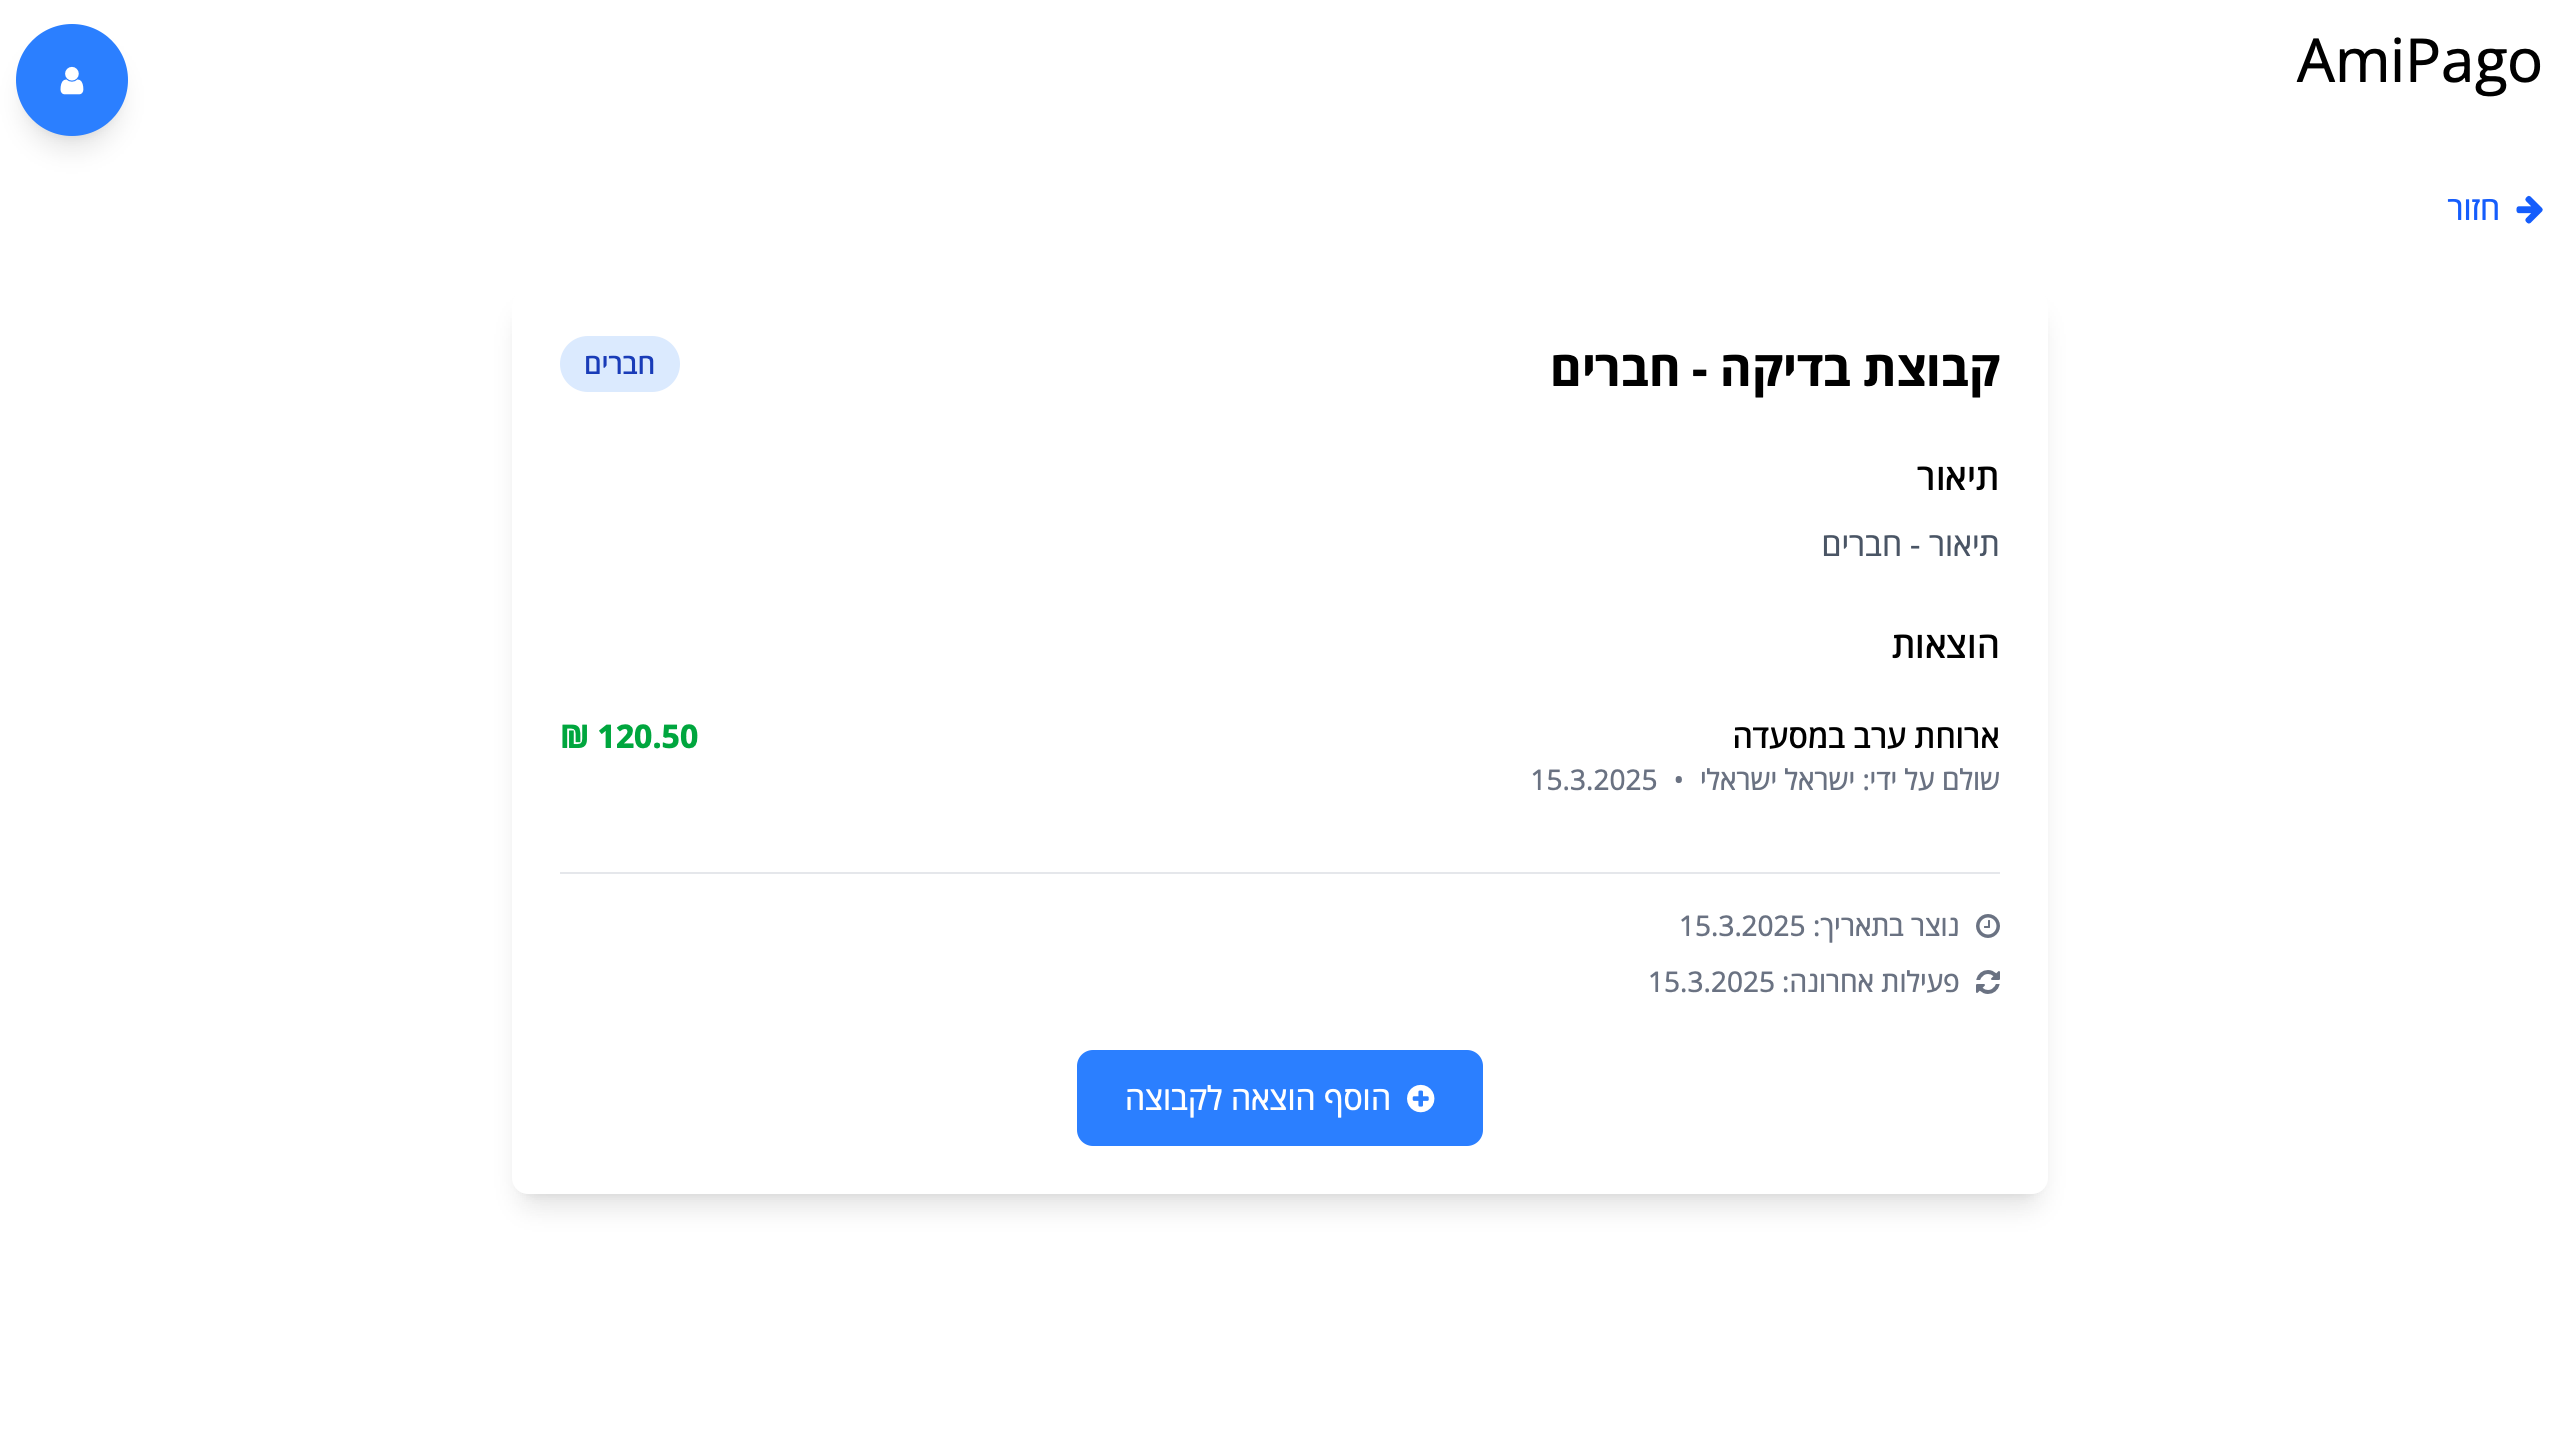 AmiPago
חזור
קבוצת בדיקה - חברים
חברים
תיאור
תיאור - חברים
הוצאות
ארוחת ערב במסעדה
120.50 ₪
שולם על ידי: ישראל ישראלי • 15.3.2025
נוצר בתאריך: 15.3.2025
פעילות אחרונה: 15.3.2025
הוסף הוצאה לקבוצה